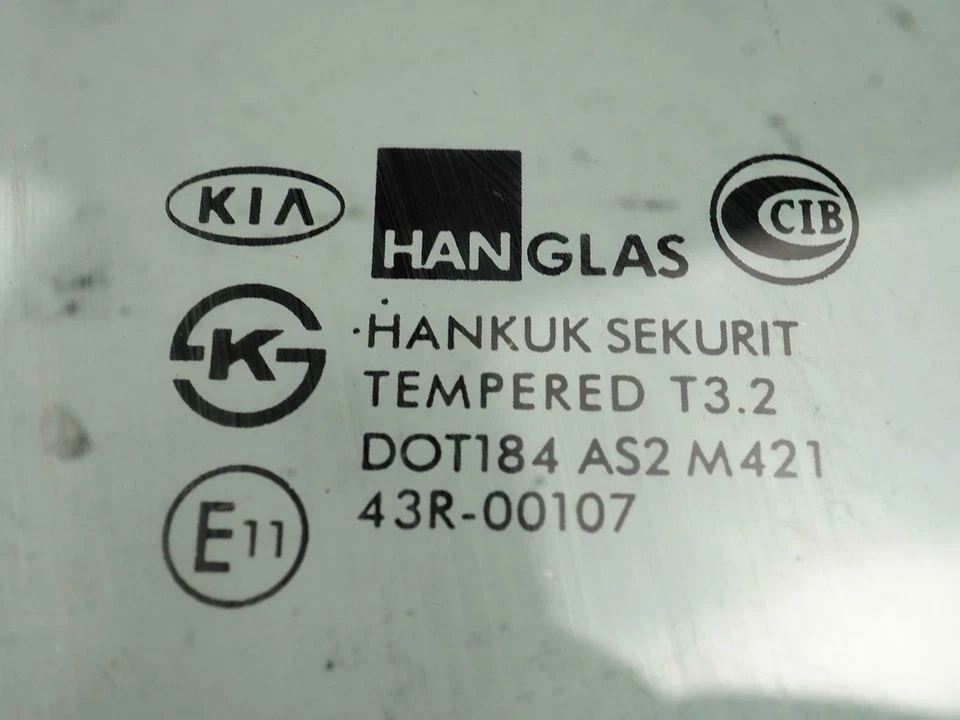 KIA
HANGLAS
CIB
K
HANKUK SEKURIT
TEMPERED T3.2
DOT184 AS2 M421
E11
43R-00107